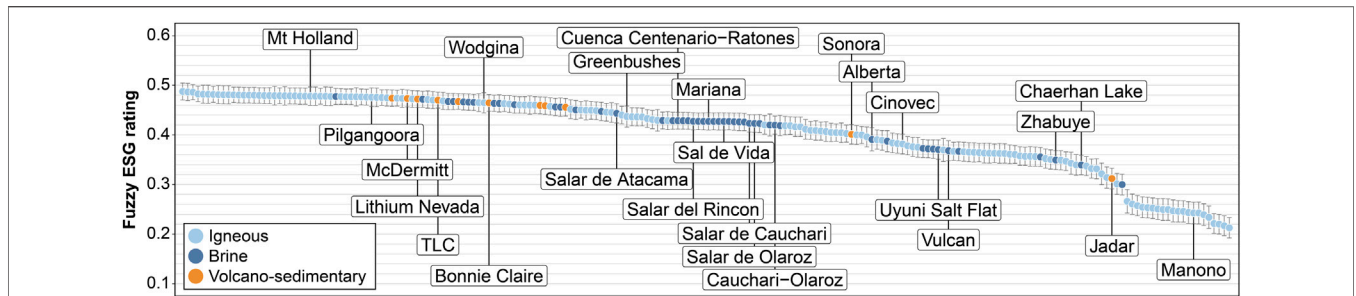 0.6
0.5
0.4
0.3
0.2
0.1
Fuzzy ESG rating
Mt Holland
Wodgina
Cuenca Centenario−Ratones
Greenbushes
Mariana
Sonora
Alberta
Cinovec
Chaerhan Lake
Zhabuye
Pilgangoora
McDermitt
Lithium Nevada
TLC
Bonnie Claire
Salar de Atacama
Sal de Vida
Salar del Rincon
Salar de Cauchari
Salar de Olaroz
Cauchari−Olaroz
Uyuni Salt Flat
Vulcan
Jadar
Manono
Igneous
Brine
Volcano-sedimentary